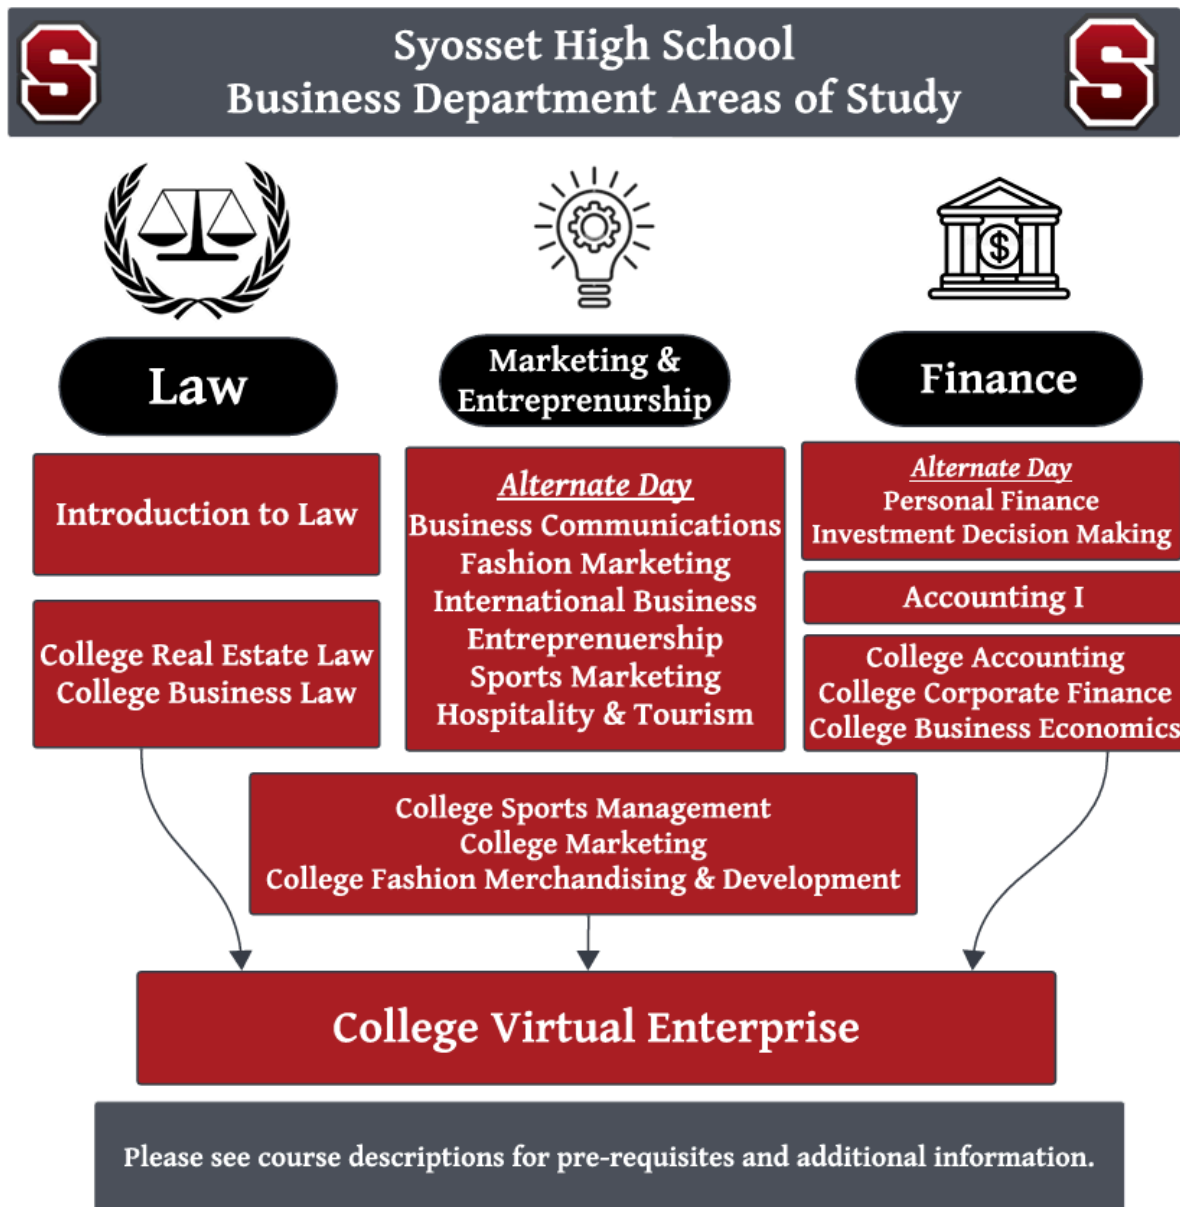 Syosset High School
Business Department Areas of Study
S
S
Law
Introduction to Law
College Real Estate Law
College Business Law
Marketing &
Entreprenurship
Alternate Day
Business Communications
Fashion Marketing
International Business
Entreprenuership
Sports Marketing
Hospitality & Tourism
Finance
$
Alternate Day
Personal Finance
Investment Decision Making
Accounting I
College Accounting
College Corporate Finance
College Business Economics
College Sports Management
College Marketing
College Fashion Merchandising & Development
College Virtual Enterprise
Please see course descriptions for pre-requisites and additional information.